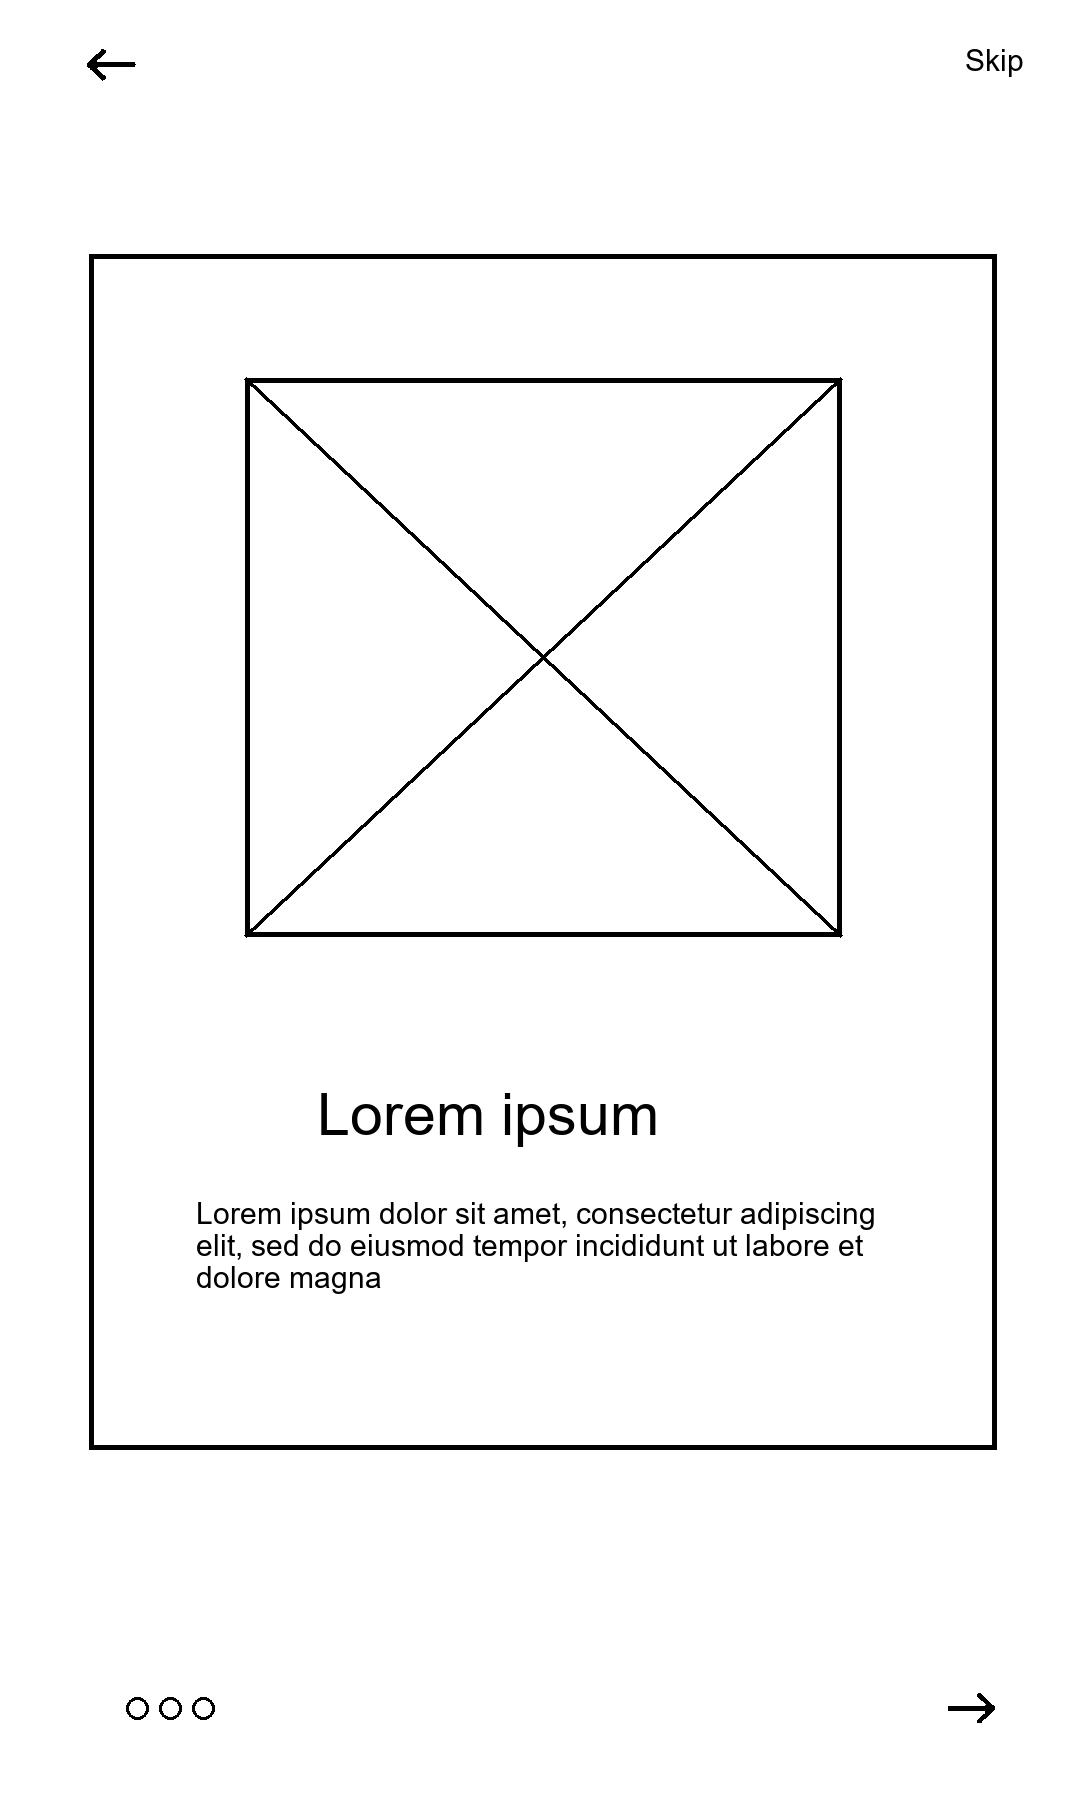 Skip
Lorem ipsum
Lorem ipsum dolor sit amet, consectetur adipiscing
elit, sed do eiusmod tempor incididunt ut labore et
dolore magna